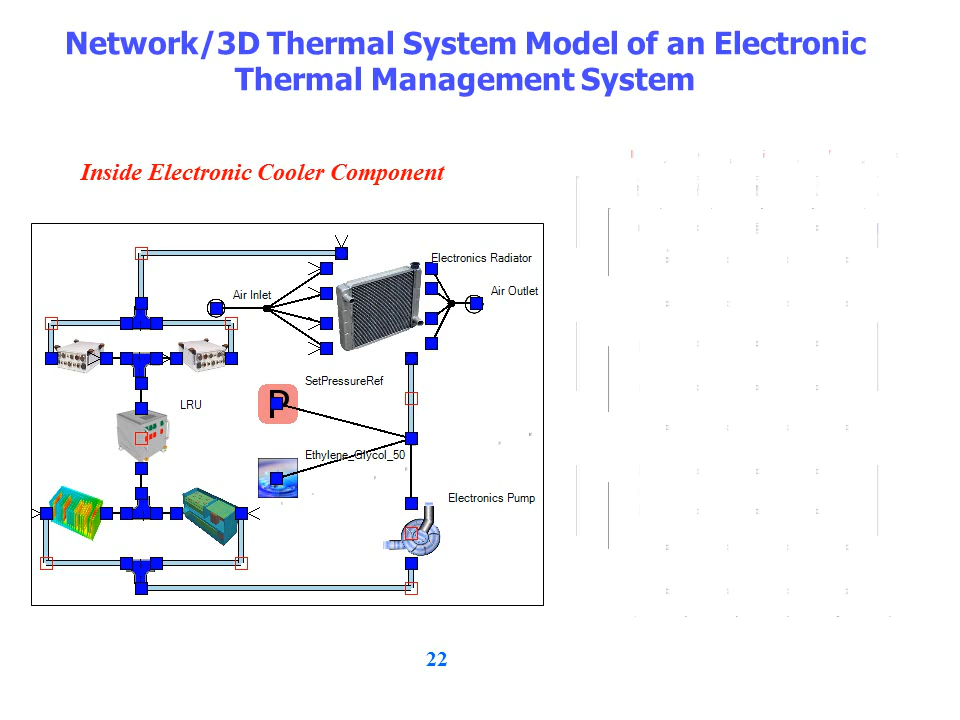 Network/3D Thermal System Model of an Electronic
Thermal Management System
Inside Electronic Cooler Component
Electronics Radiator
Air Inlet
Air Outlet
SetPressureRef
P
LRU
Ethylene_Glycol_50
Electronics Pump
22